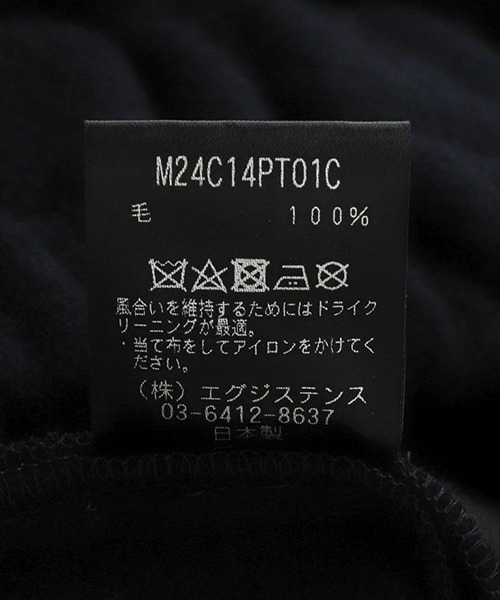 M24C14PT01C
毛 100%
風合いを維持するためにはドライク
リーニングが最適。
・当て布をしてアイロンをかけてく
ださい。
（株）エグジステンス
03-6412-8637
日本製